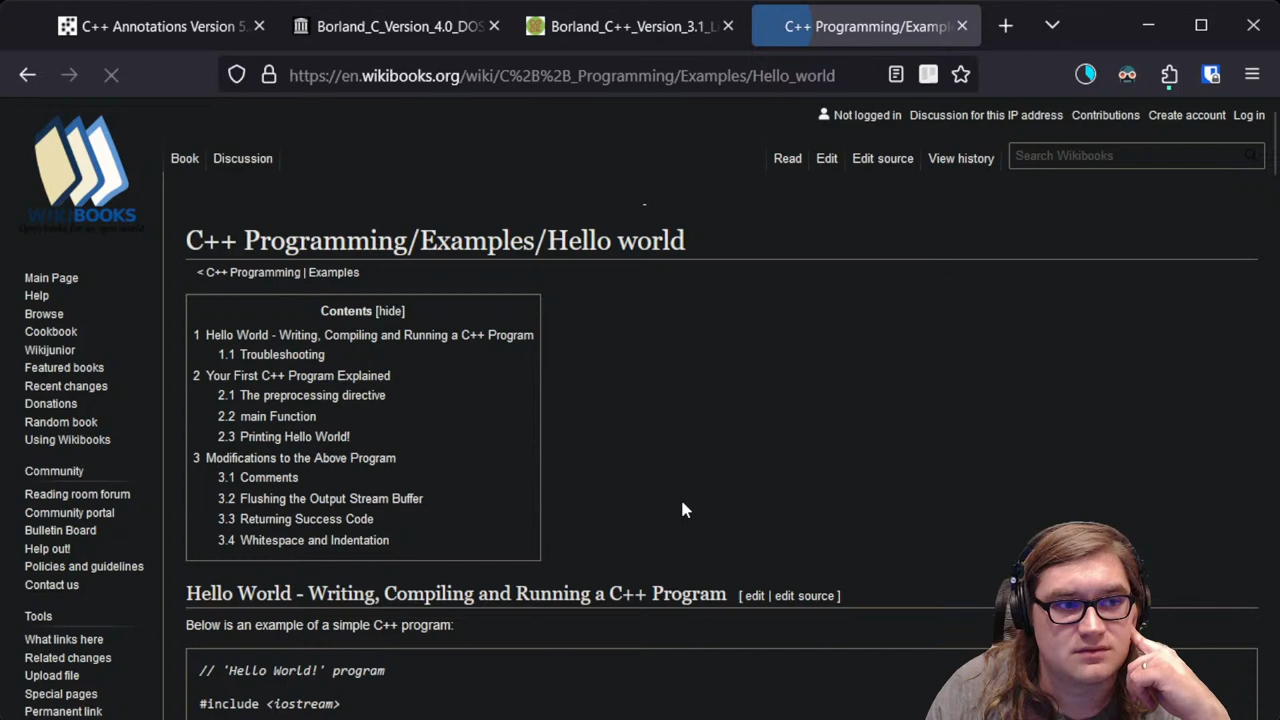 C++ Annotations Version 5.
Borland_C_Version_4.0_DOS
Borland_C++_Version_3.1_
C++ Programming/Exampl
https://en.wikibooks.org/wiki/C%2B%2B_Programming/Examples/Hello_world
Not logged in Discussion for this IP address Contributions Create account Log in
Book Discussion
Read Edit Edit source View history
Search Wikibooks
WIKIBOOKS
Open books for an open world
-
C++ Programming/Examples/Hello world
< C++ Programming | Examples
Contents [hide]
1 Hello World - Writing, Compiling and Running a C++ Program
1.1 Troubleshooting
2 Your First C++ Program Explained
2.1 The preprocessing directive
2.2 main Function
2.3 Printing Hello World!
3 Modifications to the Above Program
3.1 Comments
3.2 Flushing the Output Stream Buffer
3.3 Returning Success Code
3.4 Whitespace and Indentation
Main Page
Help
Browse
Cookbook
Wikijunior
Featured books
Recent changes
Donations
Random book
Using Wikibooks
Community
Reading room forum
Community portal
Bulletin Board
Help out!
Policies and guidelines
Contact us
Tools
What links here
Related changes
Upload file
Special pages
Permanent link
Hello World - Writing, Compiling and Running a C++ Program [ edit | edit source ]
Below is an example of a simple C++ program:
// 'Hello World!' program
#include <iostream>